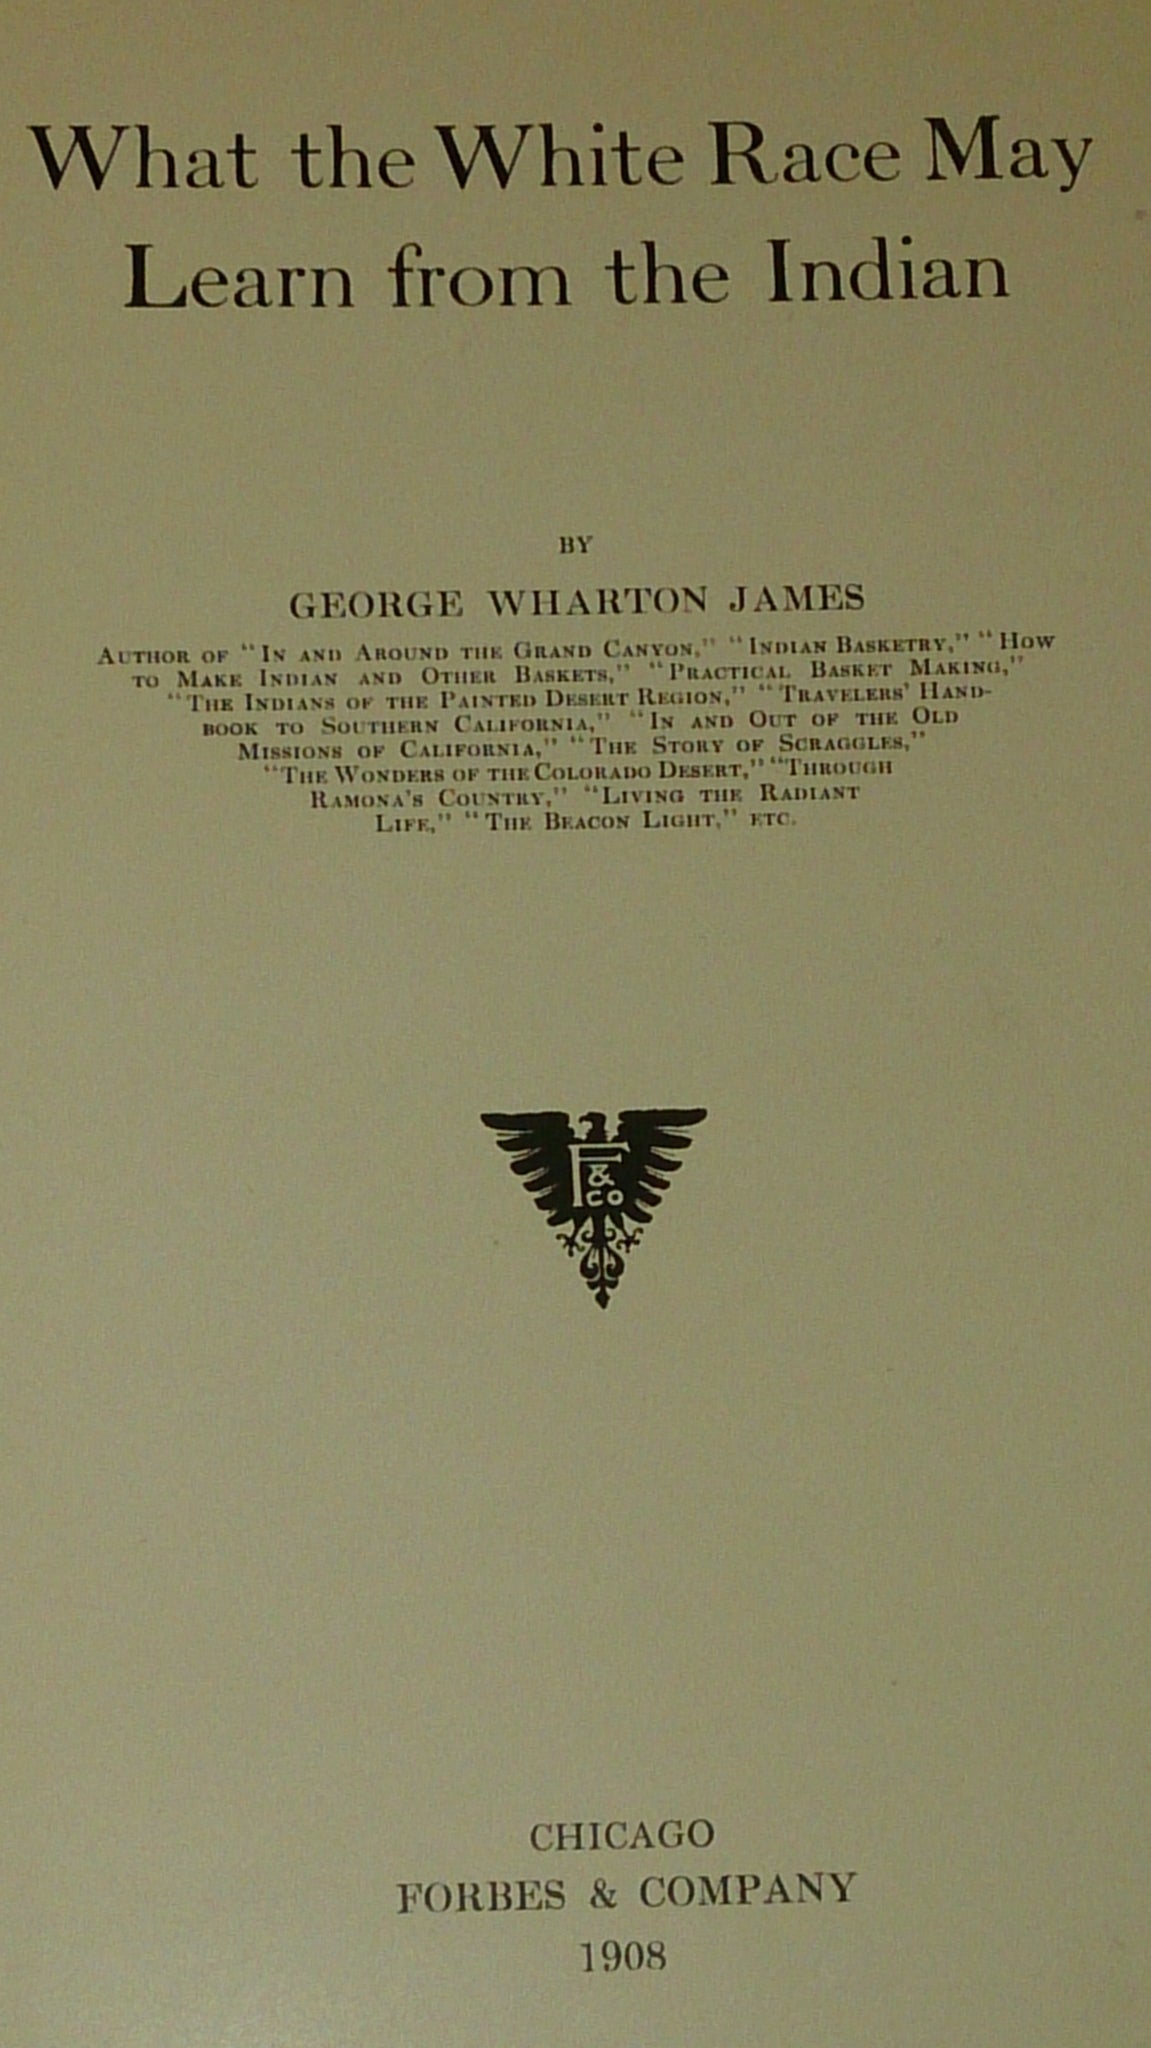 What the White Race May
Learn from the Indian
BY
GEORGE WHARTON JAMES
AUTHOR OF "IN AND AROUND THE GRAND CANYON," "INDIAN BASKETRY," "HOW
TO MAKE INDIAN AND OTHER BASKETS," "PRACTICAL BASKET MAKING,"
"THE INDIANS OF THE PAINTED DESERT REGION," "TRAVELERS' HAND-
BOOK TO SOUTHERN CALIFORNIA," "IN AND OUT OF THE OLD
MISSIONS OF CALIFORNIA," "THE STORY OF SCRAGGLES,"
"THE WONDERS OF THE COLORADO DESERT," "THROUGH
RAMONA'S COUNTRY," "LIVING THE RADIANT
LIFE," "THE BEACON LIGHT," ETC.
F
&
CO
CHICAGO
FORBES & COMPANY
1908